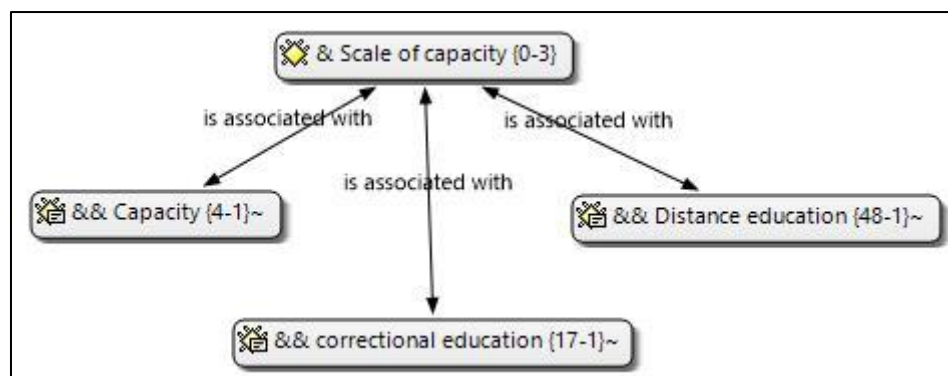 & Scale of capacity {0-3}
is associated with
is associated with
is associated with
&& Capacity {4-1}~
&& Distance education {48-1}~
&& correctional education {17-1}~